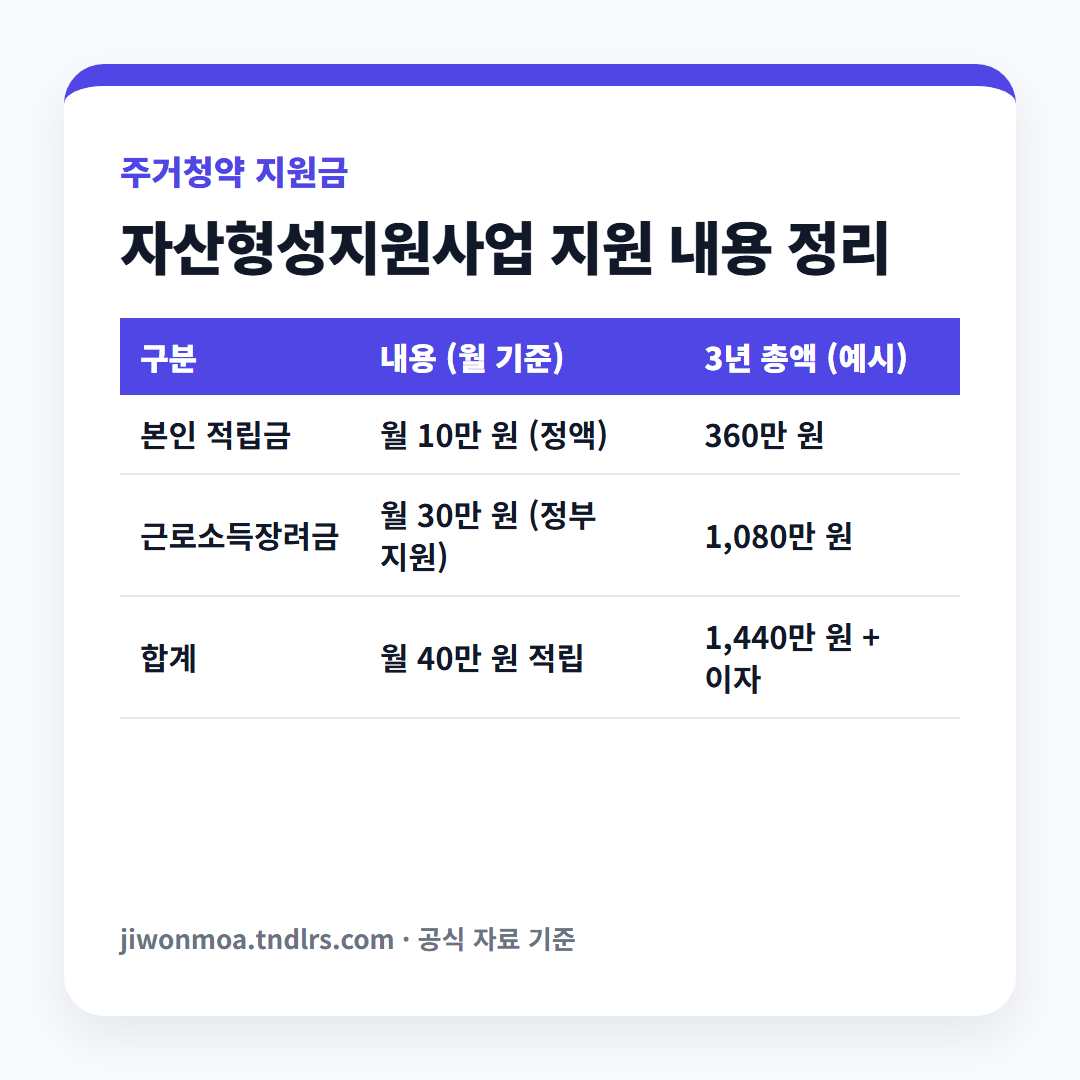 주거청약 지원금
자산형성지원사업 지원 내용 정리
구분 내용 (월 기준) 3년 총액 (예시)
본인 적립금 월 10만 원 (정액) 360만 원
근로소득장려금 월 30만 원 (정부
지원) 1,080만 원
합계 월 40만 원 적립 1,440만 원 +
이자
jiwonmoa.tndlrs.com · 공식 자료 기준